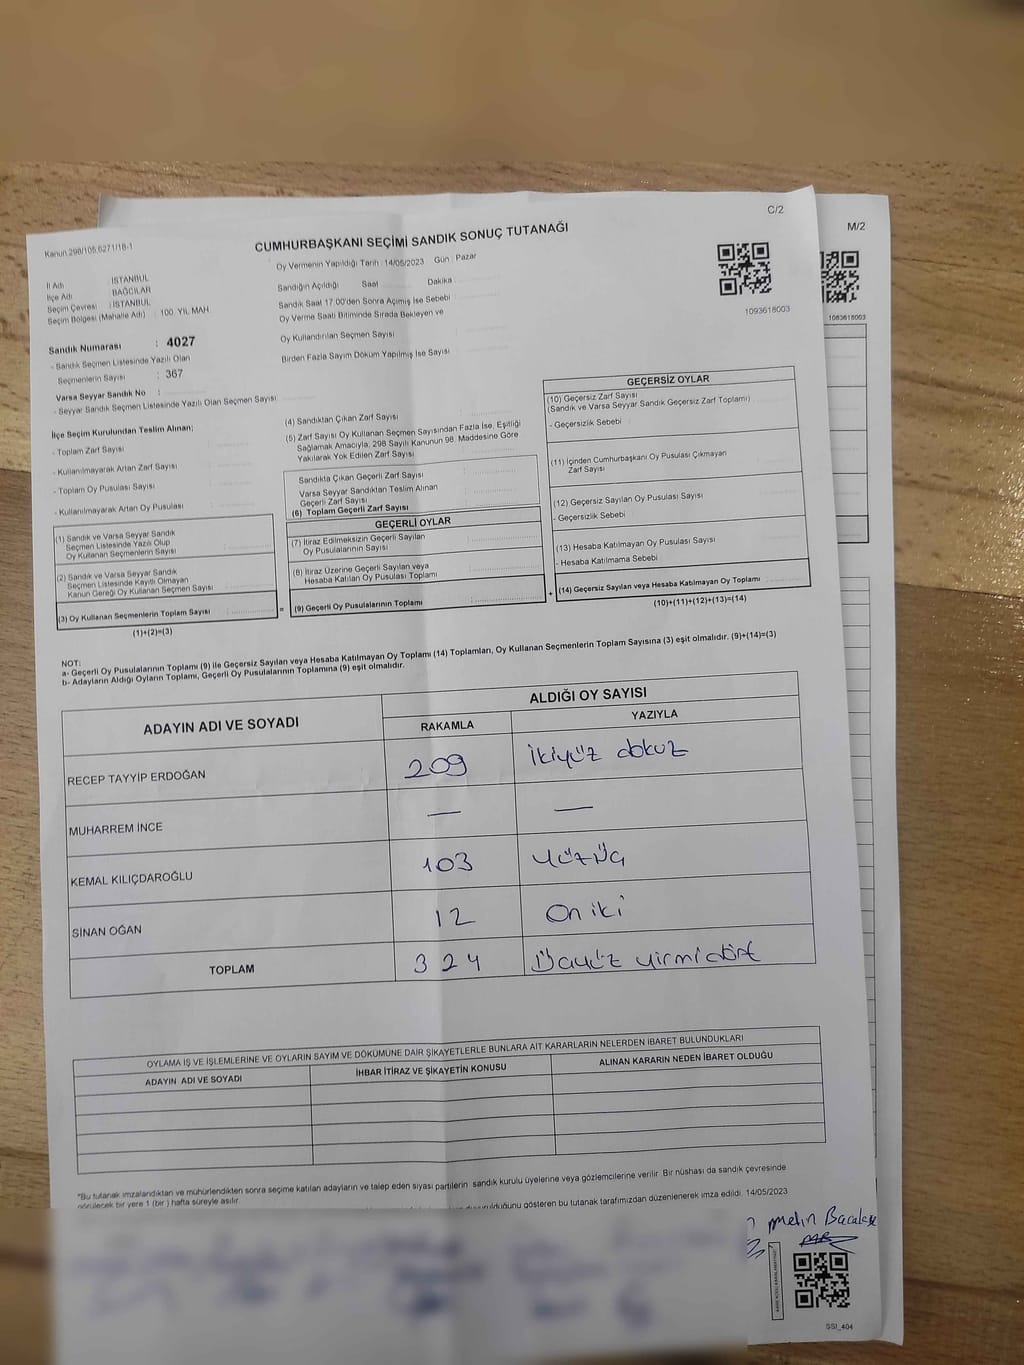 C/2
M/2
Kanun 298/105,6271/18-1
CUMHURBAŞKANI SEÇİMİ SANDIK SONUÇ TUTANAĞI
İl Adı : İSTANBUL
İlçe Adı : BAĞCILAR
Seçim Çevresi : İSTANBUL
Seçim Bölgesi (Mahalle Adı) : 100. YIL MAH.
Sandık Numarası : 4027
- Sandık Seçmen Listesinde Yazılı Olan
Seçmenlerin Sayısı : 367
Varsa Seyyar Sandık No :
- Seyyar Sandık Seçmen Listesinde Yazılı Olan Seçmen Sayısı
Oy Vermenin Yapıldığı Tarih : 14/05/2023 Gün : Pazar
Sandığın Açıldığı Saat Dakika
Sandık Saat 17.00'den Sonra Açılmış İse Sebebi
Oy Verme Saati Bitiminde Sırada Bekleyen ve
Oy Kullandırılan Seçmen Sayısı
Birden Fazla Sayım Döküm Yapılmış İse Sayısı
1093618003
1083618003
İlçe Seçim Kurulundan Teslim Alınan;
- Toplam Zarf Sayısı
- Kullanılmayarak Artan Zarf Sayısı
- Toplam Oy Pusulası Sayısı
- Kullanılmayarak Artan Oy Pusulası
(1) Sandık ve Varsa Seyyar Sandık
Seçmen Listesinde Yazılı Olup
Oy Kullanan Seçmenlerin Sayısı
(2) Sandık ve Varsa Seyyar Sandık
Seçmen Listesinde Kayıtlı Olmayan
Kanun Gereği Oy Kullanan Seçmen Sayısı
(3) Oy Kullanan Seçmenlerin Toplam Sayısı
(1)+(2)=(3)
(4) Sandıktan Çıkan Zarf Sayısı
(5) Zarf Sayısı Oy Kullanan Seçmen Sayısından Fazla İse, Eşitliği
Sağlamak Amacıyla, 298 Sayılı Kanunun 98. Maddesine Göre
Yakılarak Yok Edilen Zarf Sayısı
Sandıkta Çıkan Geçerli Zarf Sayısı
Varsa Seyyar Sandıktan Teslim Alınan
Geçerli Zarf Sayısı
(6) Toplam Geçerli Zarf Sayısı
GEÇERLİ OYLAR
(7) İtiraz Edilmeksizin Geçerli Sayılan
Oy Pusulalarının Sayısı
(8) İtiraz Üzerine Geçerli Sayılan veya
Hesaba Katılan Oy Pusulası Toplamı
= (9) Geçerli Oy Pusulalarının Toplamı
GEÇERSİZ OYLAR
(10) Geçersiz Zarf Sayısı
(Sandık ve Varsa Seyyar Sandık Geçersiz Zarf Toplamı)
- Geçersizlik Sebebi
(11) İçinden Cumhurbaşkanı Oy Pusulası Çıkmayan
Zarf Sayısı
(12) Geçersiz Sayılan Oy Pusulası Sayısı
- Geçersizlik Sebebi
(13) Hesaba Katılmayan Oy Pusulası Sayısı
- Hesaba Katılmama Sebebi
+ (14) Geçersiz Sayılan veya Hesaba Katılmayan Oy Toplamı
(10)+(11)+(12)+(13)=(14)
NOT:
a- Geçerli Oy Pusulalarının Toplamı (9) ile Geçersiz Sayılan veya Hesaba Katılmayan Oy Toplamı (14) Toplamları, Oy Kullanan Seçmenlerin Toplam Sayısına (3) eşit olmalıdır. (9)+(14)=(3)
b- Adayların Aldığı Oyların Toplamı, Geçerli Oy Pusulalarının Toplamına (9) eşit olmalıdır.
ADAYIN ADI VE SOYADI
ALDIĞI OY SAYISI
RAKAMLA YAZIYLA
RECEP TAYYİP ERDOĞAN 209 İkiyüz dokuz
MUHARREM İNCE — —
KEMAL KILIÇDAROĞLU 103 Yüzüç
SİNAN OĞAN 12 On iki
TOPLAM 324 Üçyüz yirmidört
OYLAMA İŞ VE İŞLEMLERİNE VE OYLARIN SAYIM VE DÖKÜMÜNE DAİR ŞİKAYETLERLE BUNLARA AİT KARARLARIN NELERDEN İBARET BULUNDUKLARI
ADAYIN ADI VE SOYADI İHBAR İTİRAZ VE ŞİKAYETİN KONUSU ALINAN KARARIN NEDEN İBARET OLDUĞU
*Bu tutanak imzalandıktan ve mühürlendikten sonra seçime katılan adayların ve talep eden siyasi partilerin sandık kurulu üyelerine veya gözlemcilerine verilir. Bir nüshası da sandık çevresinde
görülecek bir yere 1 (bir) hafta süreyle asılır.
duyurulduğunu gösteren bu tutanak tarafımızdan düzenlenerek imza edildi. 14/05/2023
Metin
SSİ_404